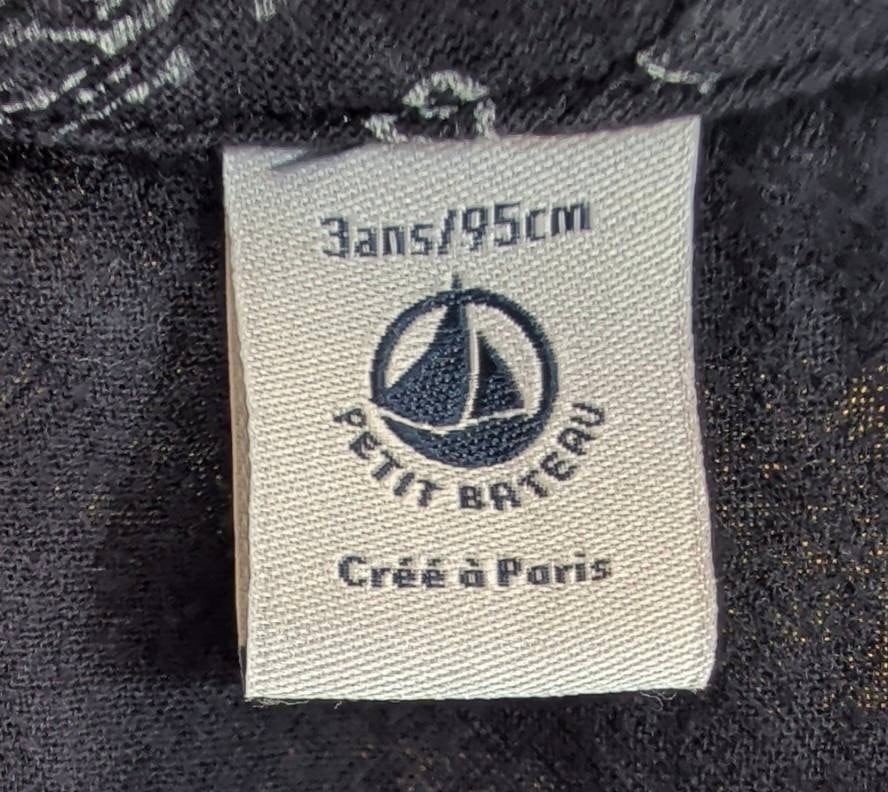 3ans/95cm
PETIT BATEAU
Créé à Paris